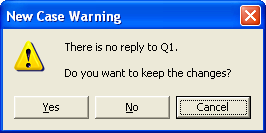 New Case Warning
There is no reply to Q1.
Do you want to keep the changes?
Yes No Cancel